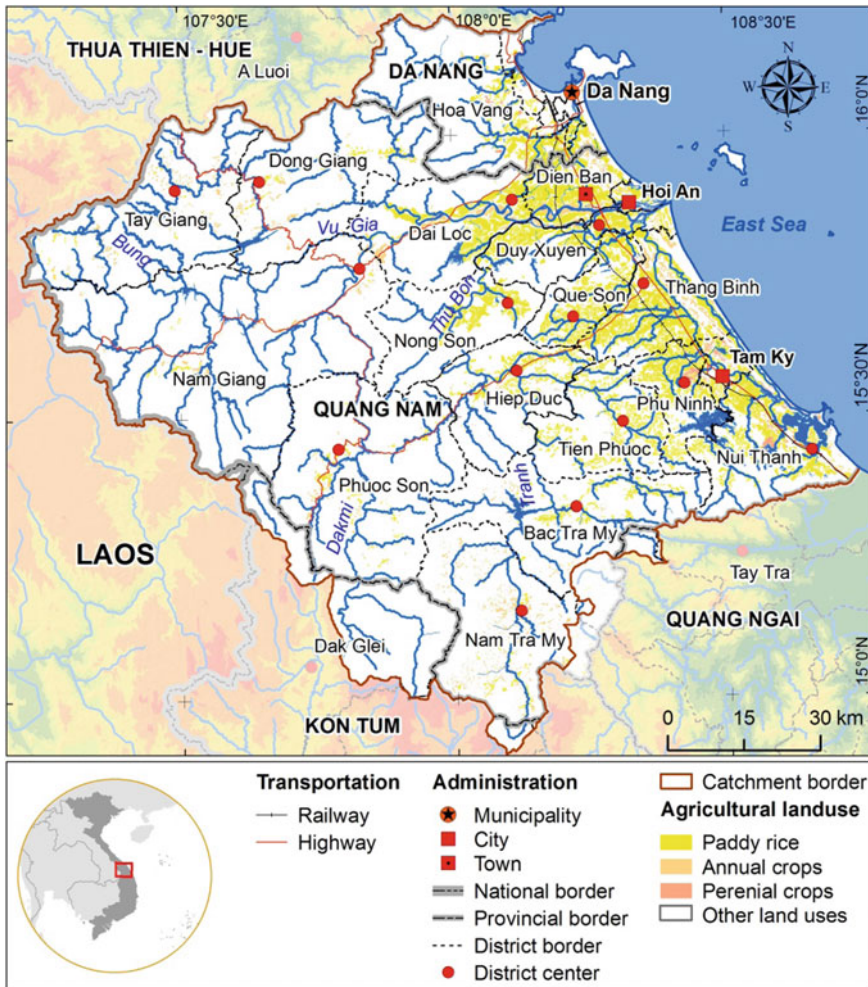 107°30'E
108°0'E
108°30'E
THUA THIEN - HUE
A Luoi
DA NANG
Da Nang
N
W
E
S
16°0'N
Hoa Vang
Dong Giang
Dien Ban
Hoi An
Tay Giang
Vu Gia
Dai Loc
East Sea
Bung
Duy Xuyen
Thu Bon
Que Son
Thang Binh
Nong Son
Tam Ky
15°30'N
Nam Giang
Hiep Duc
Phu Ninh
QUANG NAM
Tien Phuoc
Nui Thanh
Phuoc Son
Tranh
Dakmi
Bac Tra My
LAOS
Tay Tra
QUANG NGAI
Dak Glei
Nam Tra My
15°0'N
KON TUM
0 15 30 km
Transportation
Railway
Highway
Administration
Municipality
City
Town
National border
Provincial border
District border
District center
Catchment border
Agricultural landuse
Paddy rice
Annual crops
Perenial crops
Other land uses